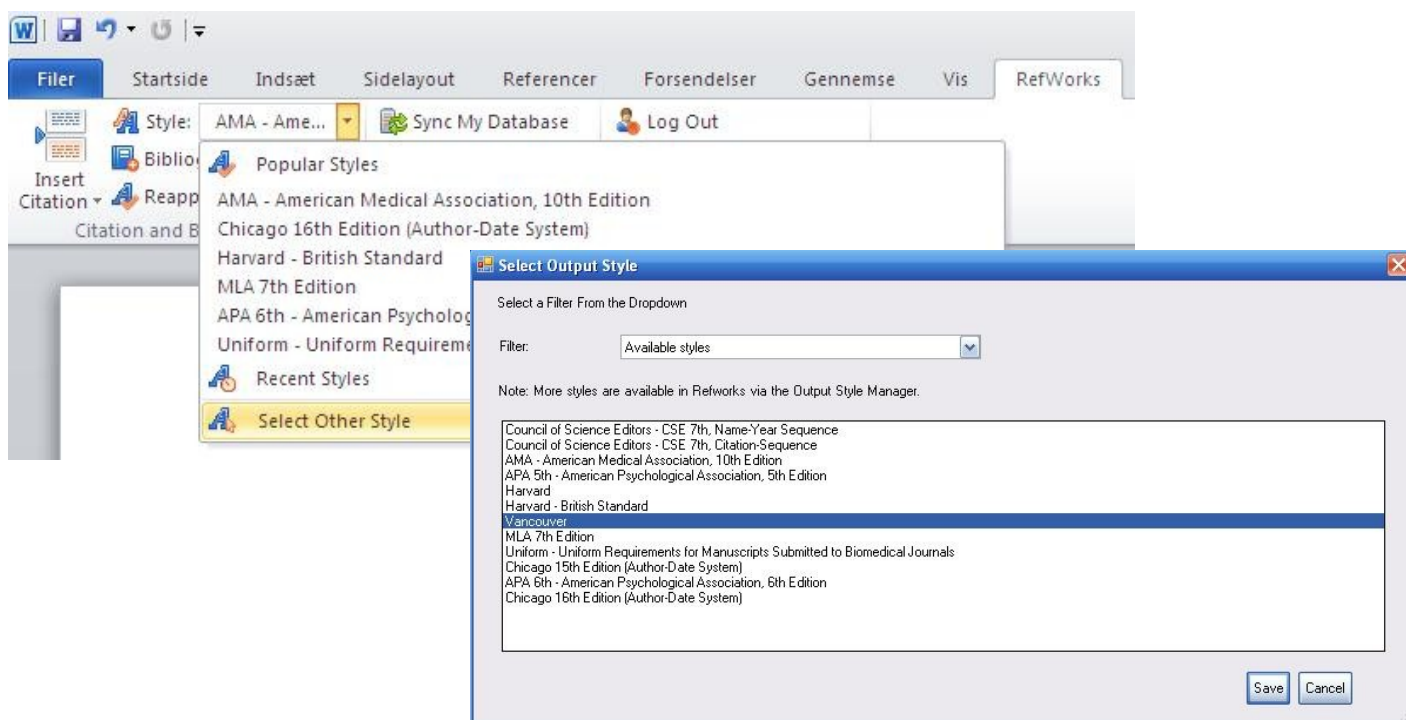 W
Filer Startside Indsæt Sidelayout Referencer Forsendelser Gennemse Vis RefWorks
Style: AMA - Ame... Sync My Database Log Out
Biblio
Insert
Citation
Reapp
Citation and B
Popular Styles
AMA - American Medical Association, 10th Edition
Chicago 16th Edition (Author-Date System)
Harvard - British Standard
MLA 7th Edition
APA 6th - American Psycholog
Uniform - Uniform Requireme
Recent Styles
Select Other Style
Select Output Style
Select a Filter From the Dropdown
Filter: Available styles
Note: More styles are available in Refworks via the Output Style Manager.
Council of Science Editors - CSE 7th, Name-Year Sequence
Council of Science Editors - CSE 7th, Citation-Sequence
AMA - American Medical Association, 10th Edition
APA 5th - American Psychological Association, 5th Edition
Harvard
Harvard - British Standard
Vancouver
MLA 7th Edition
Uniform - Uniform Requirements for Manuscripts Submitted to Biomedical Journals
Chicago 15th Edition (Author-Date System)
APA 6th - American Psychological Association, 6th Edition
Chicago 16th Edition (Author-Date System)
Save Cancel